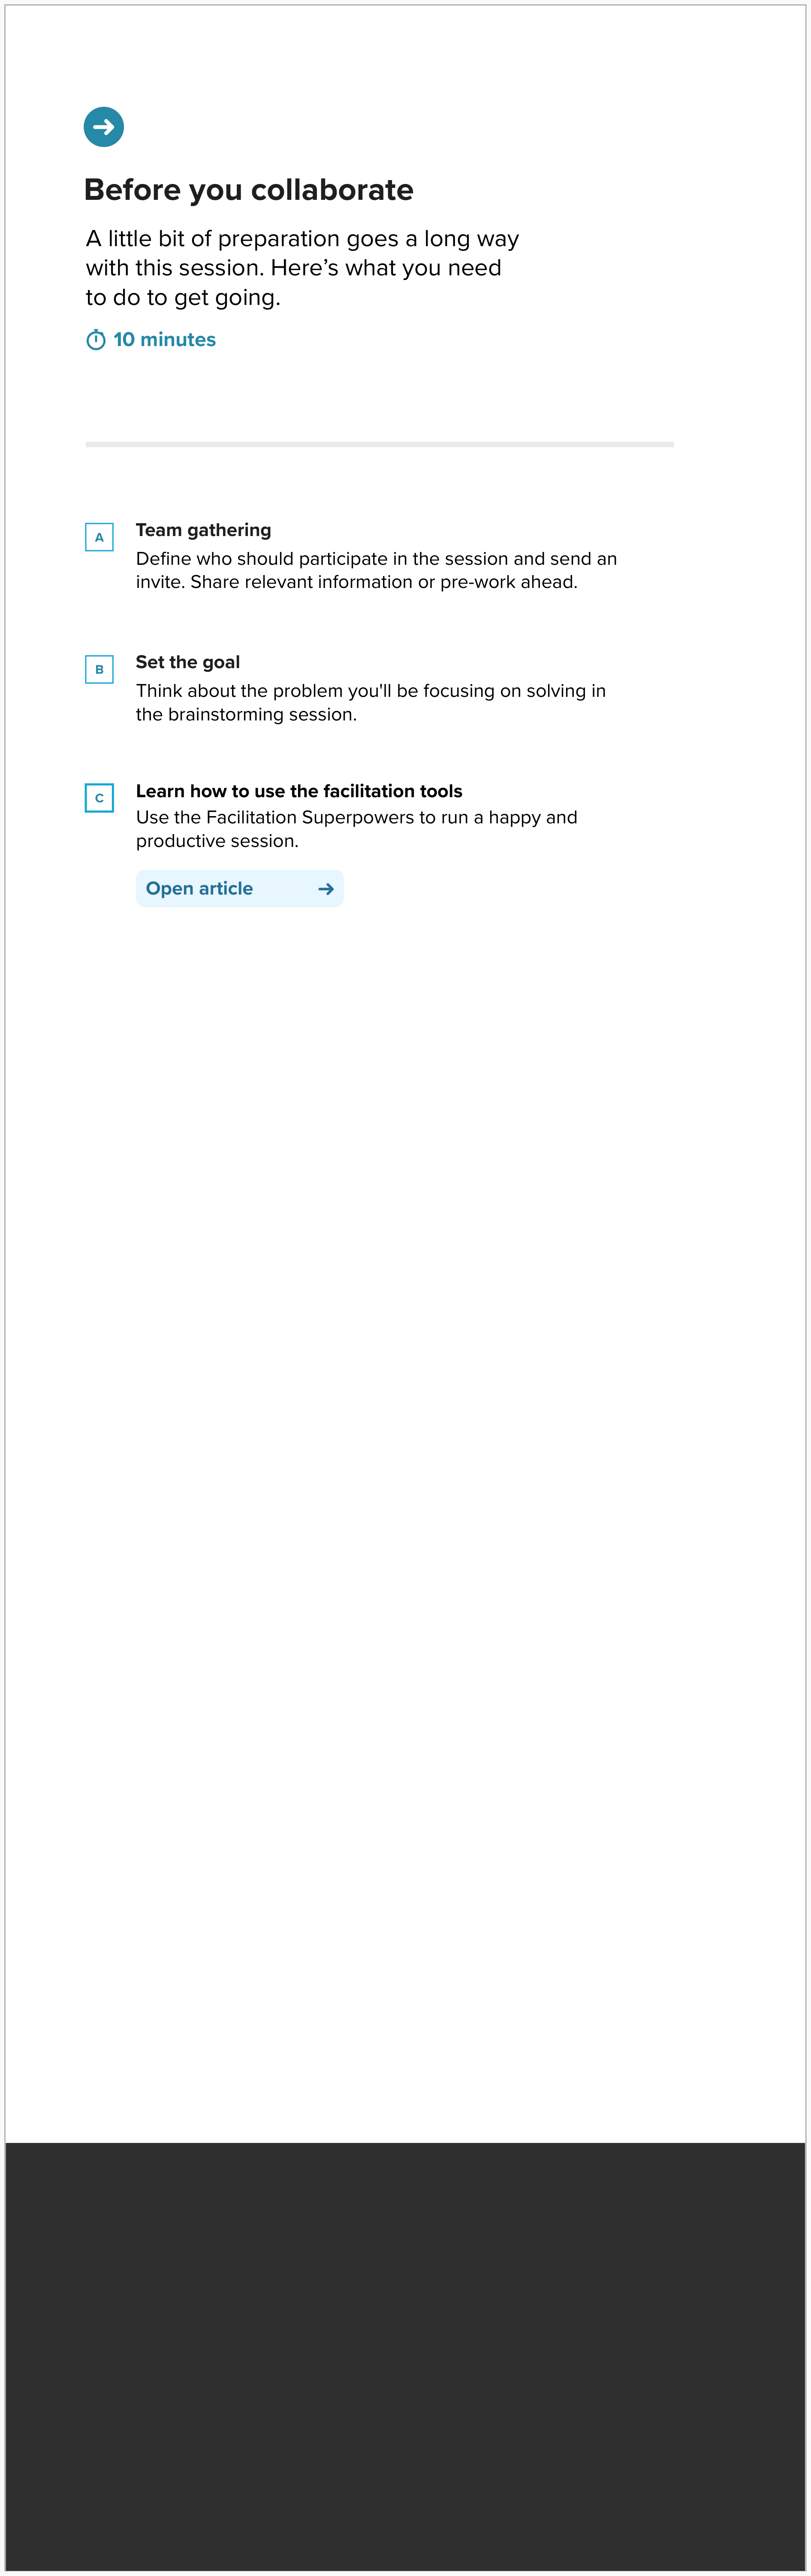 Before you collaborate
A little bit of preparation goes a long way
with this session. Here’s what you need
to do to get going.
10 minutes
A
Team gathering
Define who should participate in the session and send an
invite. Share relevant information or pre-work ahead.
B
Set the goal
Think about the problem you'll be focusing on solving in
the brainstorming session.
C
Learn how to use the facilitation tools
Use the Facilitation Superpowers to run a happy and
productive session.
Open article